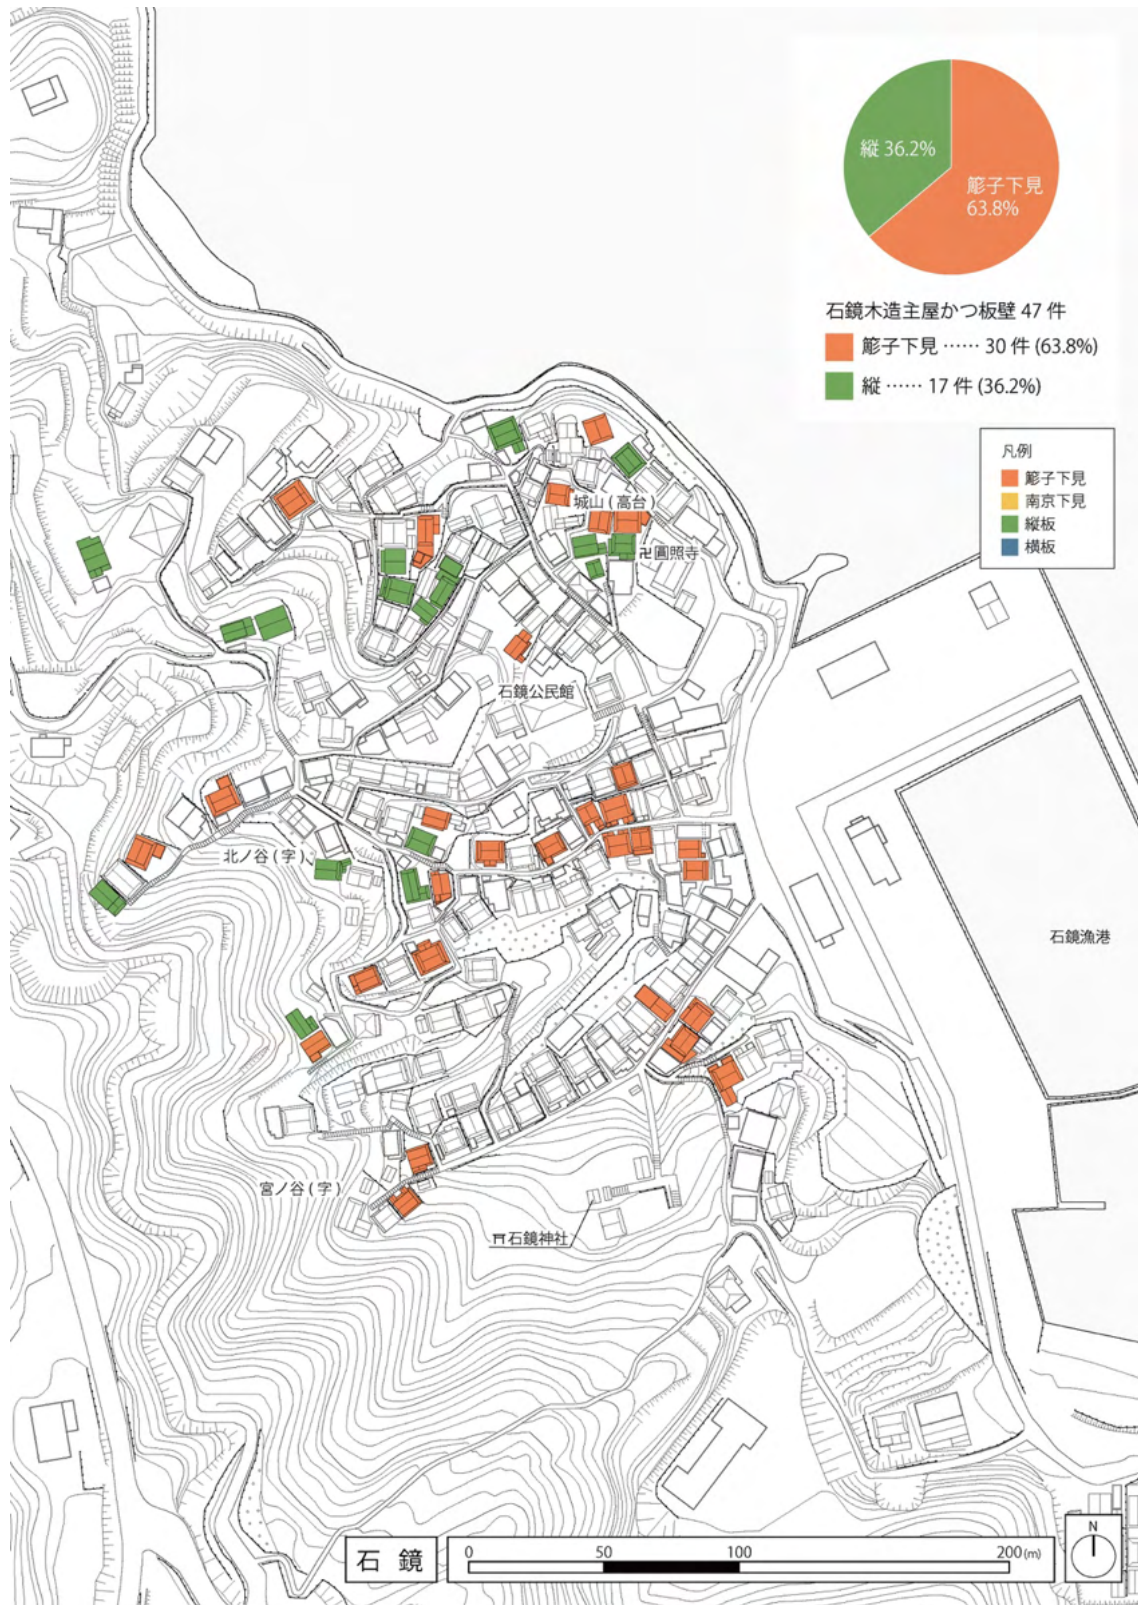 縦 36.2%
簓子下見
63.8%
石鏡木造主屋かつ板壁 47 件
簓子下見 …… 30 件 (63.8%)
縦 …… 17 件 (36.2%)
凡例
簓子下見
南京下見
縦板
横板
城山 ( 高台 )
卍圓照寺
石鏡公民館
北ノ谷 ( 字 )
石鏡漁港
宮ノ谷 ( 字 )
⛩石鏡神社
石 鏡
0 50 100 200 (m)
N